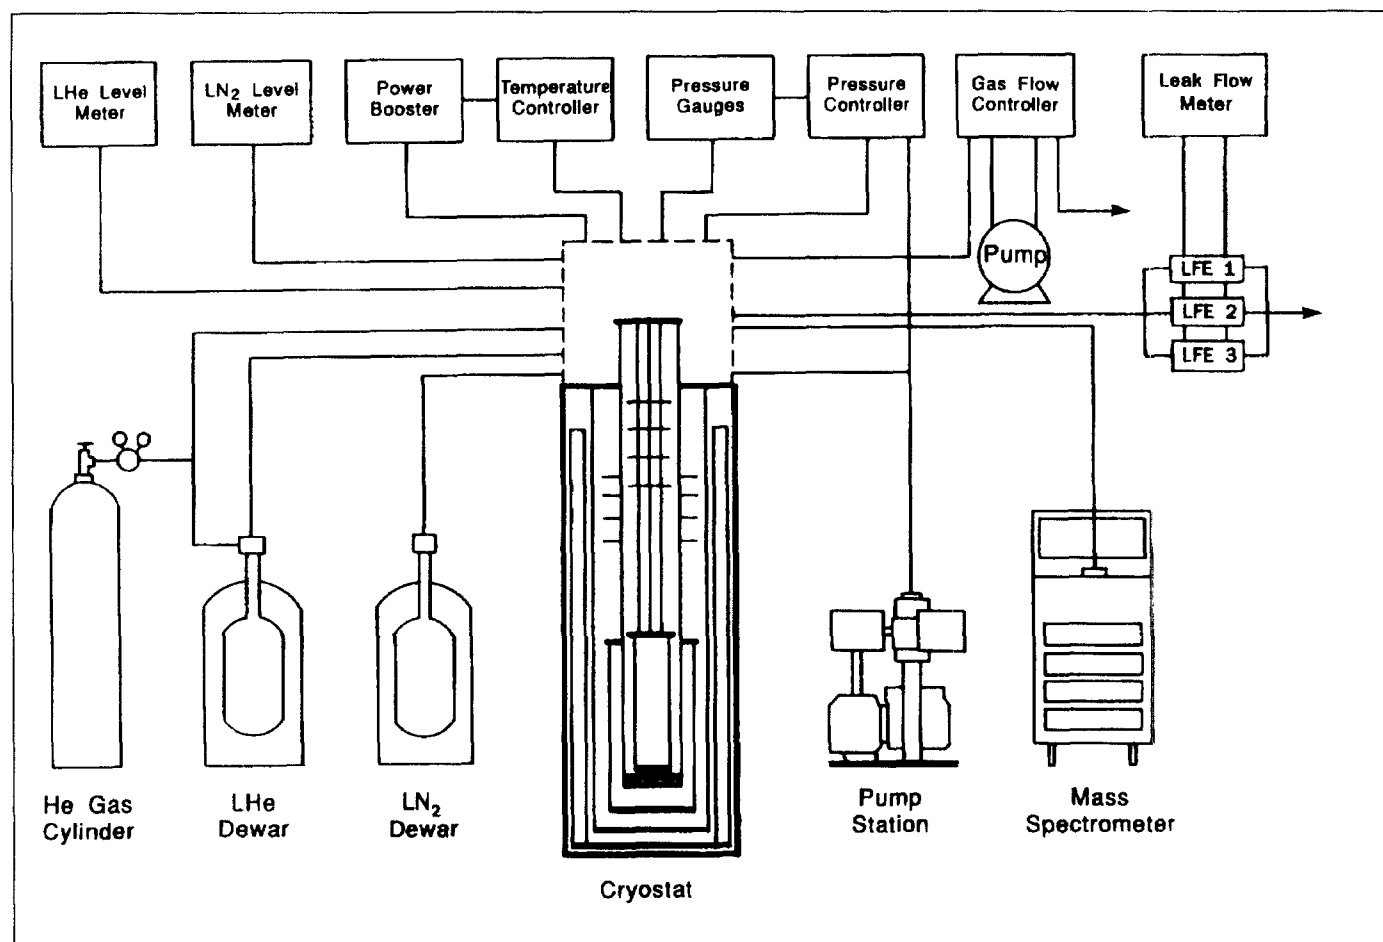 LHe Level
Meter
LN₂ Level
Meter
Power
Booster
Temperature
Controller
Pressure
Gauges
Pressure
Controller
Gas Flow
Controller
Leak Flow
Meter
Pump
LFE 1
LFE 2
LFE 3
He Gas
Cylinder
LHe
Dewar
LN₂
Dewar
Cryostat
Pump
Station
Mass
Spectrometer